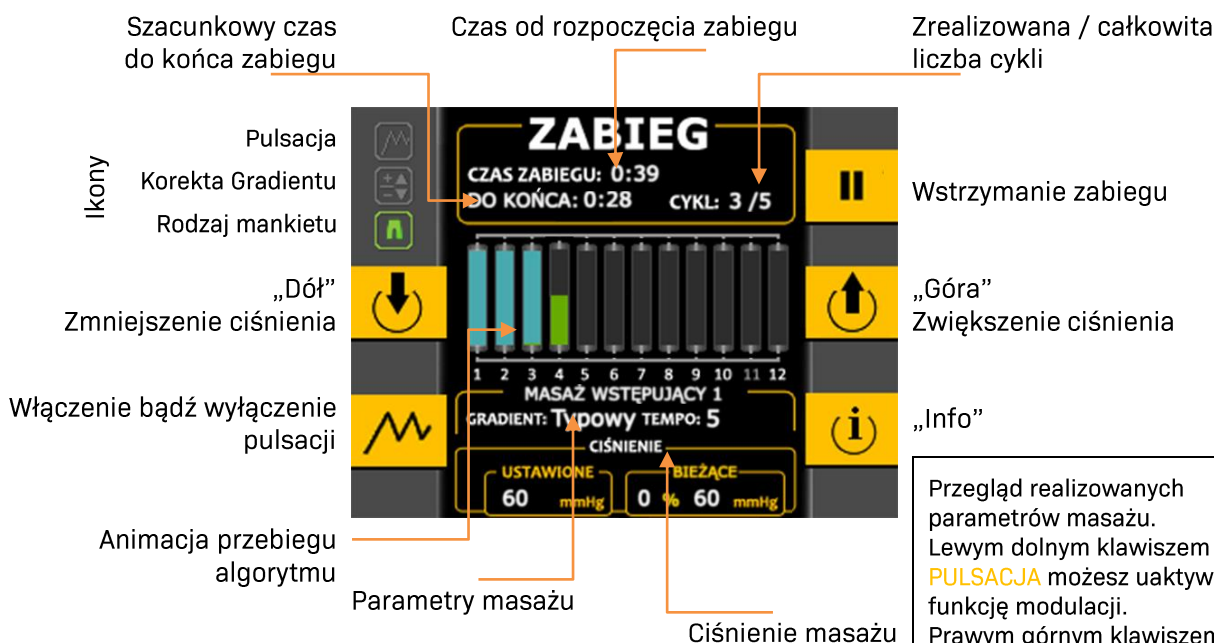 Szacunkowy czas
do końca zabiegu
Czas od rozpoczęcia zabiegu
Zrealizowana / całkowita
liczba cykli
Ikony
Pulsacja
Korekta Gradientu
Rodzaj mankietu
ZABIEG
CZAS ZABIEGU: 0:39
DO KOŃCA: 0:28 CYKL: 3 /5
Wstrzymanie zabiegu
„Dół”
Zmniejszenie ciśnienia
„Góra”
Zwiększenie ciśnienia
1 2 3 4 5 6 7 8 9 10 11 12
MASAŻ WSTĘPUJĄCY 1
GRADIENT: Typowy TEMPO: 5
CIŚNIENIE
USTAWIONE BIEŻĄCE
60 mmHg 0 % 60 mmHg
Włączenie bądź wyłączenie
pulsacji
„Info”
Animacja przebiegu
algorytmu
Parametry masażu
Ciśnienie masażu
Przegląd realizowanych
parametrów masażu.
Lewym dolnym klawiszem
PULSACJA możesz uaktyw
funkcję modulacji.
Prawym górnym klawiszem